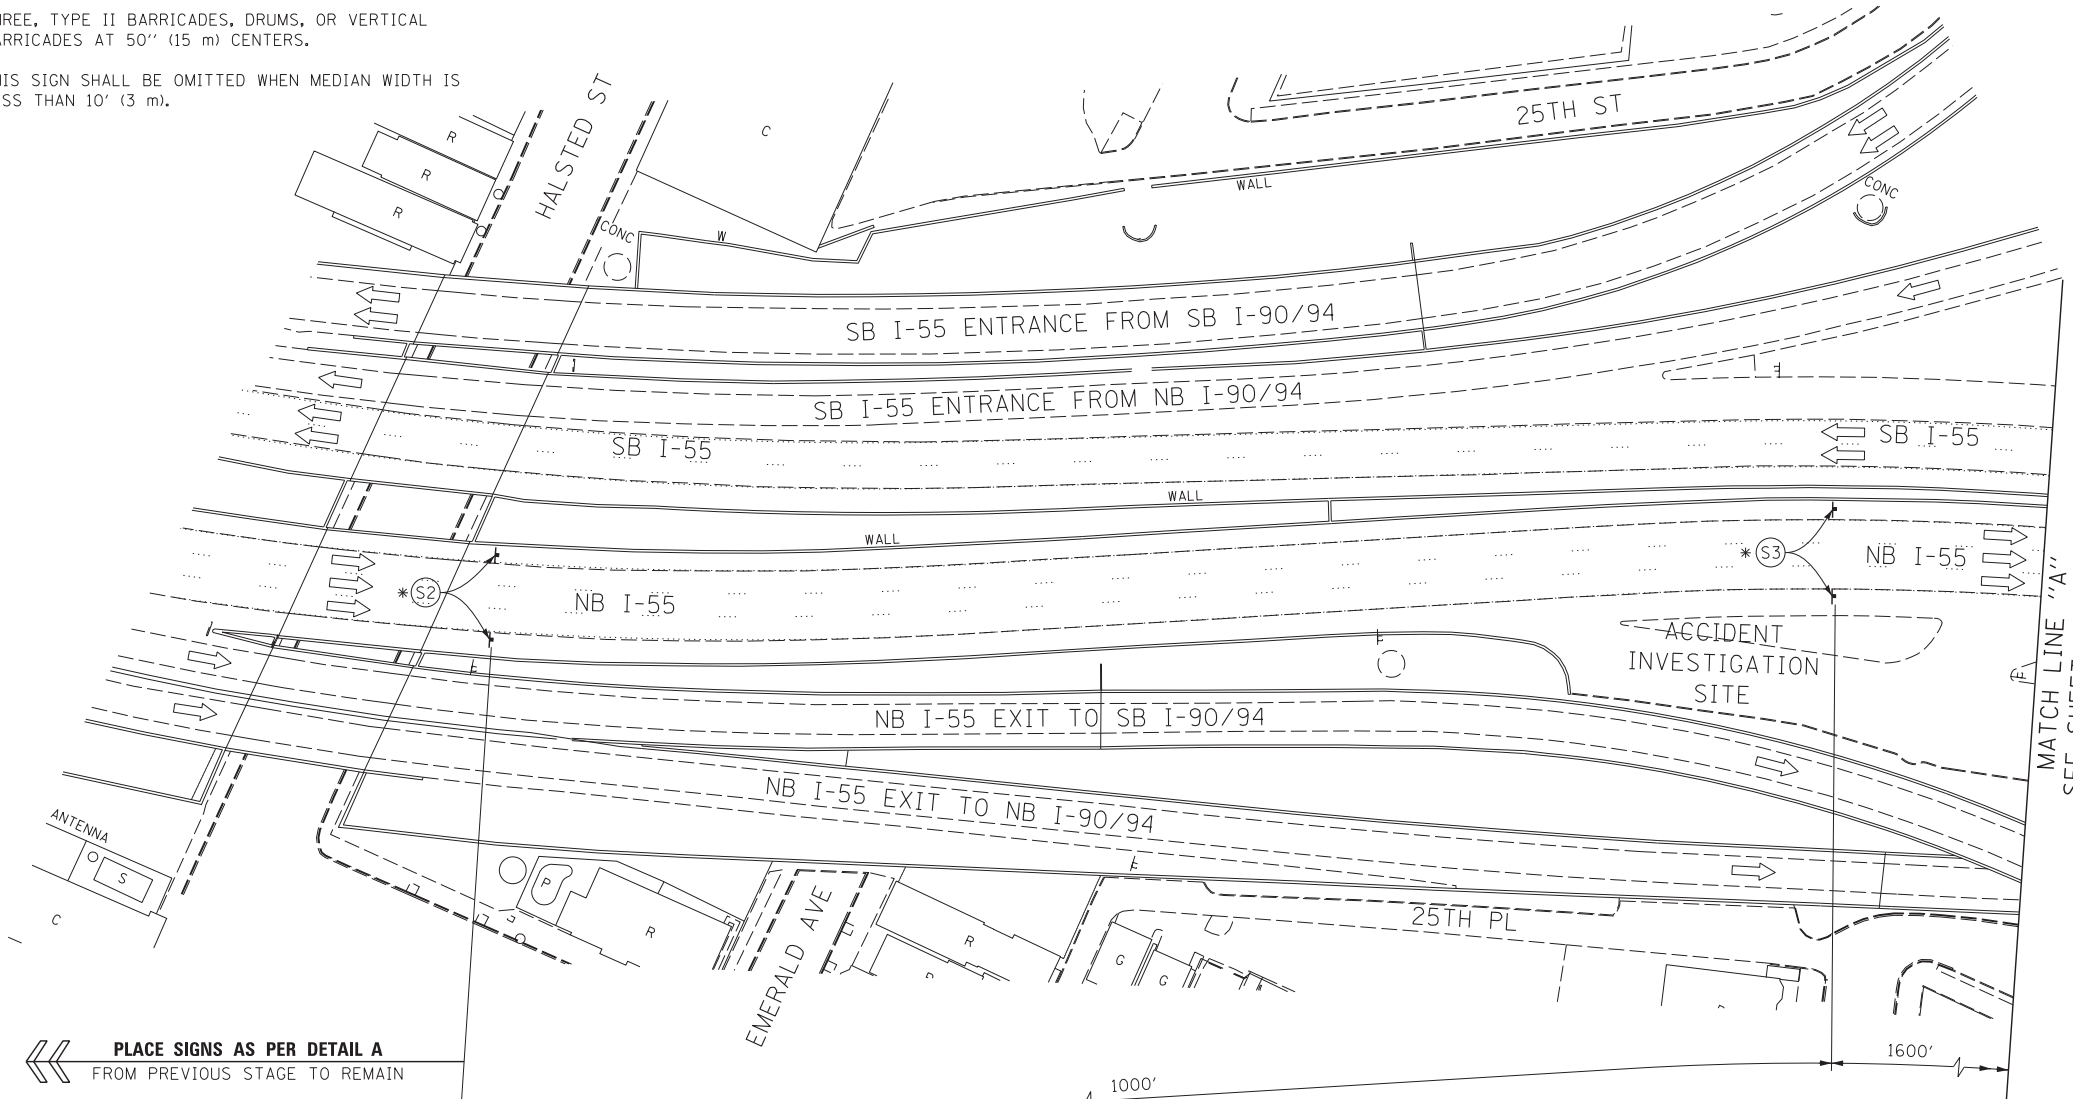 REE, TYPE II BARRICADES, DRUMS, OR VERTICAL
ARRICADES AT 50'' (15 m) CENTERS.
HIS SIGN SHALL BE OMITTED WHEN MEDIAN WIDTH IS
SS THAN 10' (3 m).
HALSTED ST
25TH ST
R
R
R
C
CONC
W
WALL
CONC
SB I-55 ENTRANCE FROM SB I-90/94
SB I-55 ENTRANCE FROM NB I-90/94
SB I-55
SB I-55
WALL
WALL
* S2
NB I-55
* S3
NB I-55
ACCIDENT
INVESTIGATION
SITE
MATCH LINE "A"
SEE SHEET
NB I-55 EXIT TO SB I-90/94
NB I-55 EXIT TO NB I-90/94
ANTENNA
S
C
P
R
EMERALD AVE
R
G
G
25TH PL
PLACE SIGNS AS PER DETAIL A
FROM PREVIOUS STAGE TO REMAIN
1000'
1600'